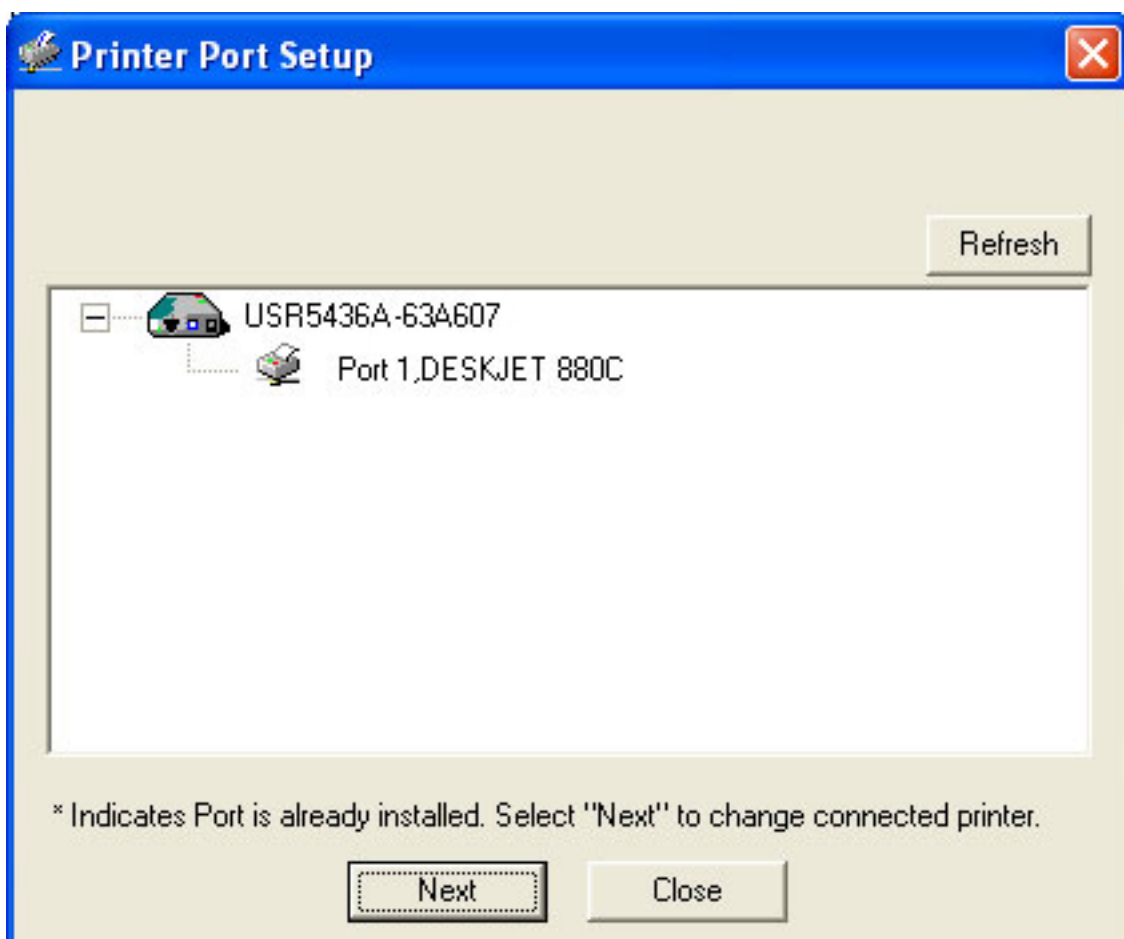 Printer Port Setup
Refresh
USR5436A-63A607
Port 1,DESKJET 880C
* Indicates Port is already installed. Select "Next" to change connected printer.
Next
Close